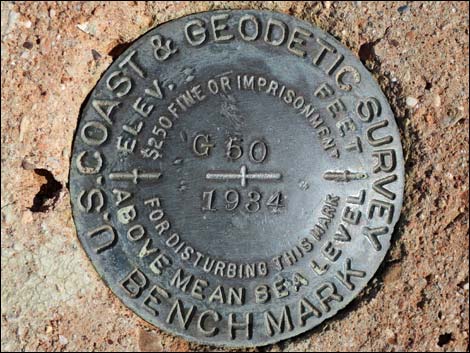 U.S. COAST & GEODETIC SURVEY
BENCH MARK
ELEV.
FEET
ABOVE MEAN SEA LEVEL
$250 FINE OR IMPRISONMENT
FOR DISTURBING THIS MARK
G 50
1934